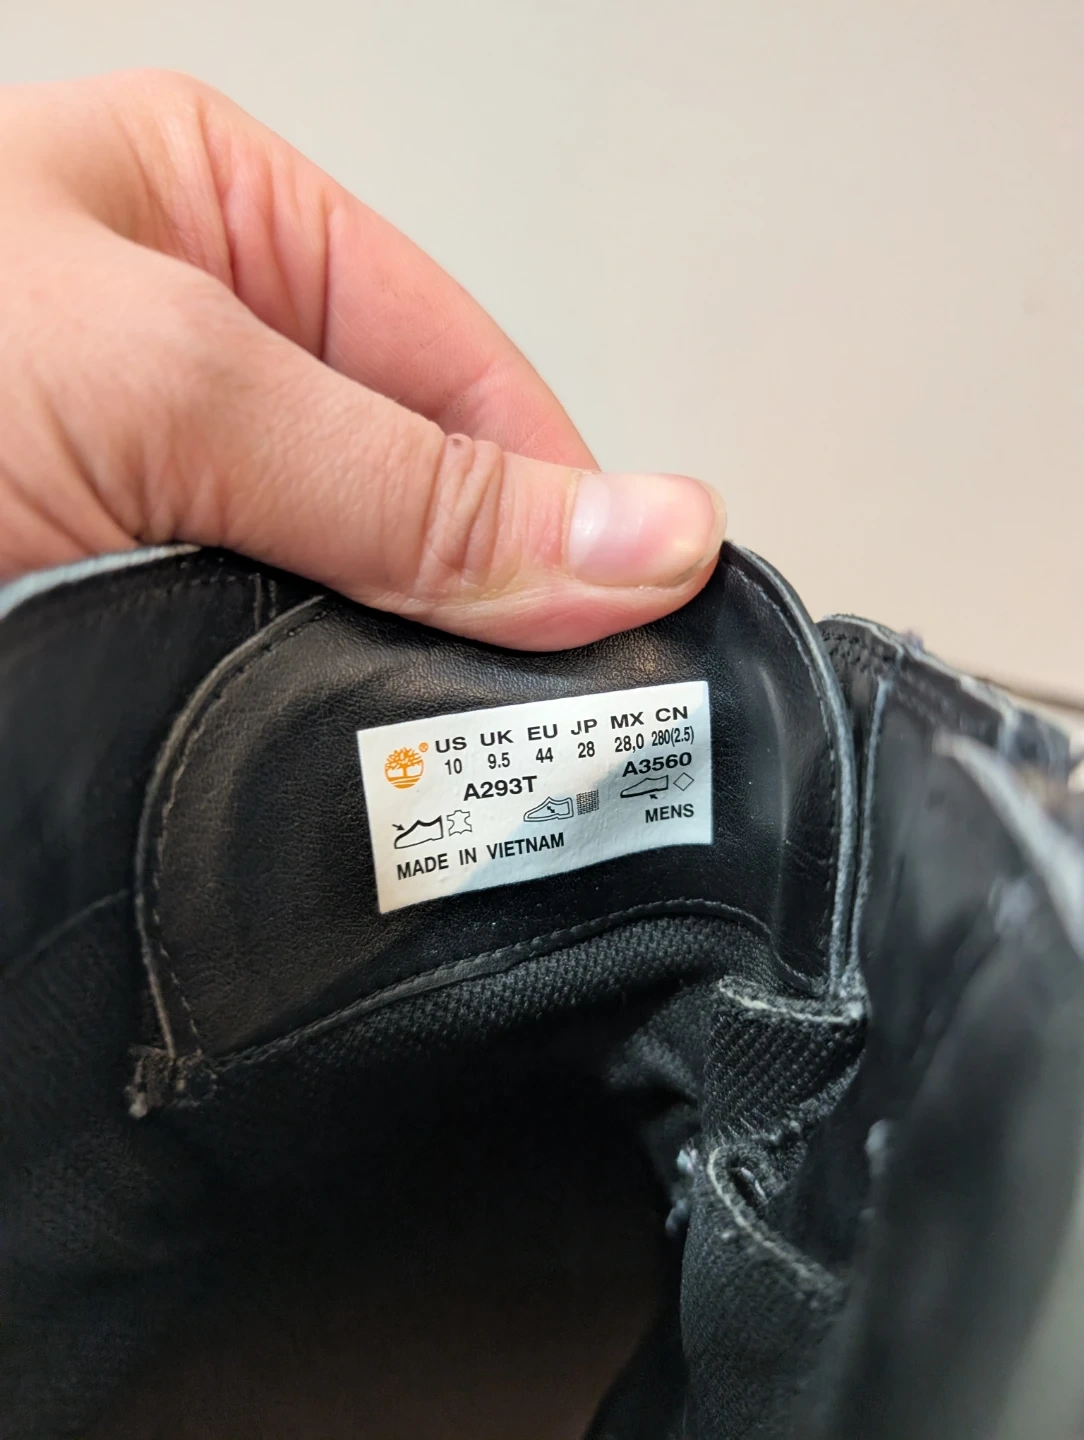 ® US UK EU JP MX CN
10 9.5 44 28 28,0 280(2.5)
A293T A3560
MENS
MADE IN VIETNAM